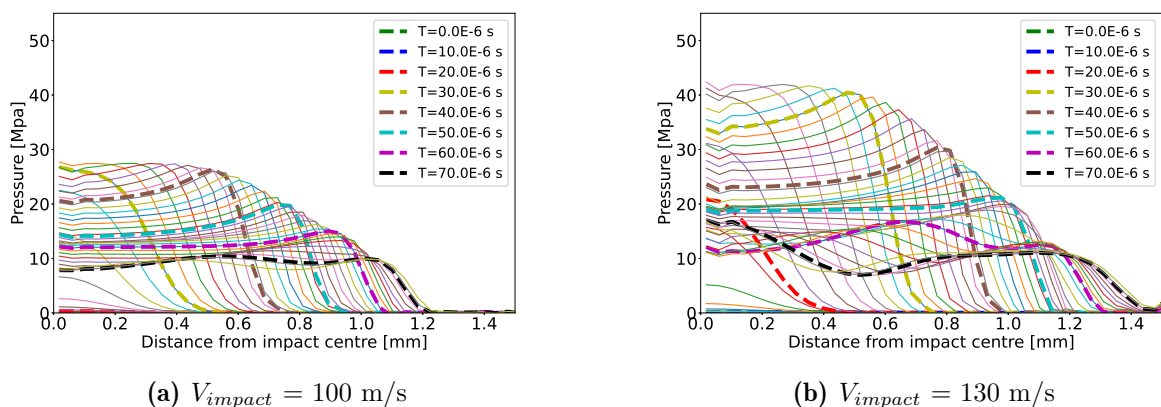 50
40
30
20
10
0
Pressure [Mpa]
0.0 0.2 0.4 0.6 0.8 1.0 1.2 1.4
Distance from impact centre [mm]
T=0.0E-6 s
T=10.0E-6 s
T=20.0E-6 s
T=30.0E-6 s
T=40.0E-6 s
T=50.0E-6 s
T=60.0E-6 s
T=70.0E-6 s
(a) V_impact = 100 m/s
50
40
30
20
10
0
Pressure [Mpa]
0.0 0.2 0.4 0.6 0.8 1.0 1.2 1.4
Distance from impact centre [mm]
T=0.0E-6 s
T=10.0E-6 s
T=20.0E-6 s
T=30.0E-6 s
T=40.0E-6 s
T=50.0E-6 s
T=60.0E-6 s
T=70.0E-6 s
(b) V_impact = 130 m/s